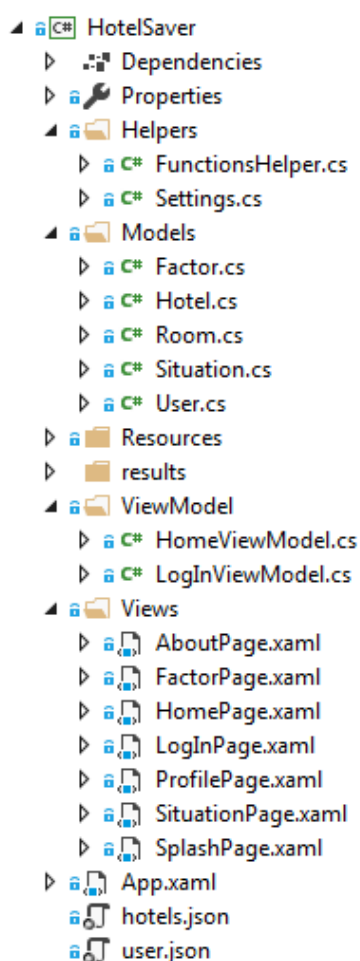 C# HotelSaver
Dependencies
Properties
Helpers
C# FunctionsHelper.cs
C# Settings.cs
Models
C# Factor.cs
C# Hotel.cs
C# Room.cs
C# Situation.cs
C# User.cs
Resources
results
ViewModel
C# HomeViewModel.cs
C# LogInViewModel.cs
Views
AboutPage.xaml
FactorPage.xaml
HomePage.xaml
LogInPage.xaml
ProfilePage.xaml
SituationPage.xaml
SplashPage.xaml
App.xaml
hotels.json
user.json